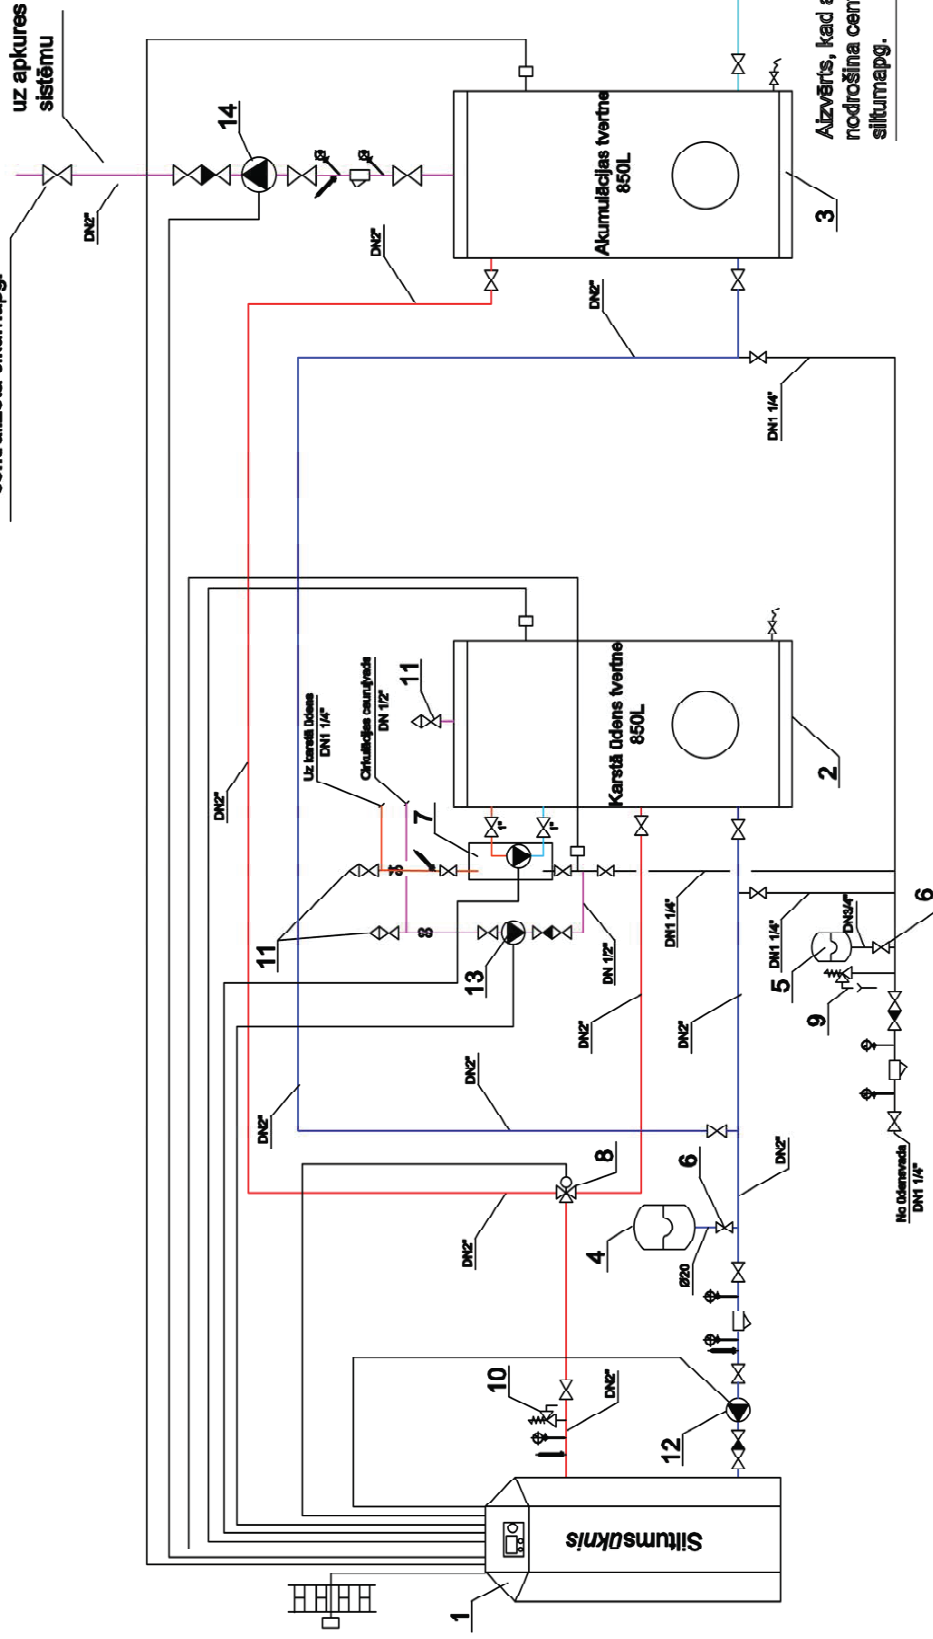 uz apkures
sistēmu
14
DN2"
DN2"
Akumulācijas tvertne
850L
3
Aizvērts, kad
nodrošina
siltumapg.
DN2"
DN1 1/4"
DN2"
Uz karstā ūdens
DN1 1/4"
Cirkulācijas
DN 1/2"
11
7
1"
1"
Karstā ūdens tvertne
850L
2
11
13
DN 1/2"
DN1 1/4"
DN1 1/4"
DN3/4"
5
6
9
DN2"
DN2"
DN2"
DN2"
No ūdensvada
DN1 1/4"
8
DN2"
4
6
Ø20
DN2"
10
DN2"
12
Siltumsūknis
1